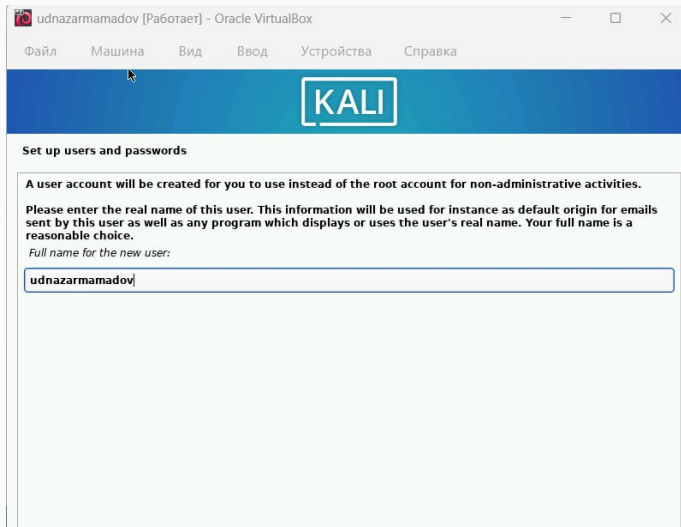 udnazarmamadov [Работает] - Oracle VirtualBox
Файл Машина Вид Ввод Устройства Справка
KALI
Set up users and passwords
A user account will be created for you to use instead of the root account for non-administrative activities.
Please enter the real name of this user. This information will be used for instance as default origin for emails
sent by this user as well as any program which displays or uses the user's real name. Your full name is a
reasonable choice.
Full name for the new user:
udnazarmamadov